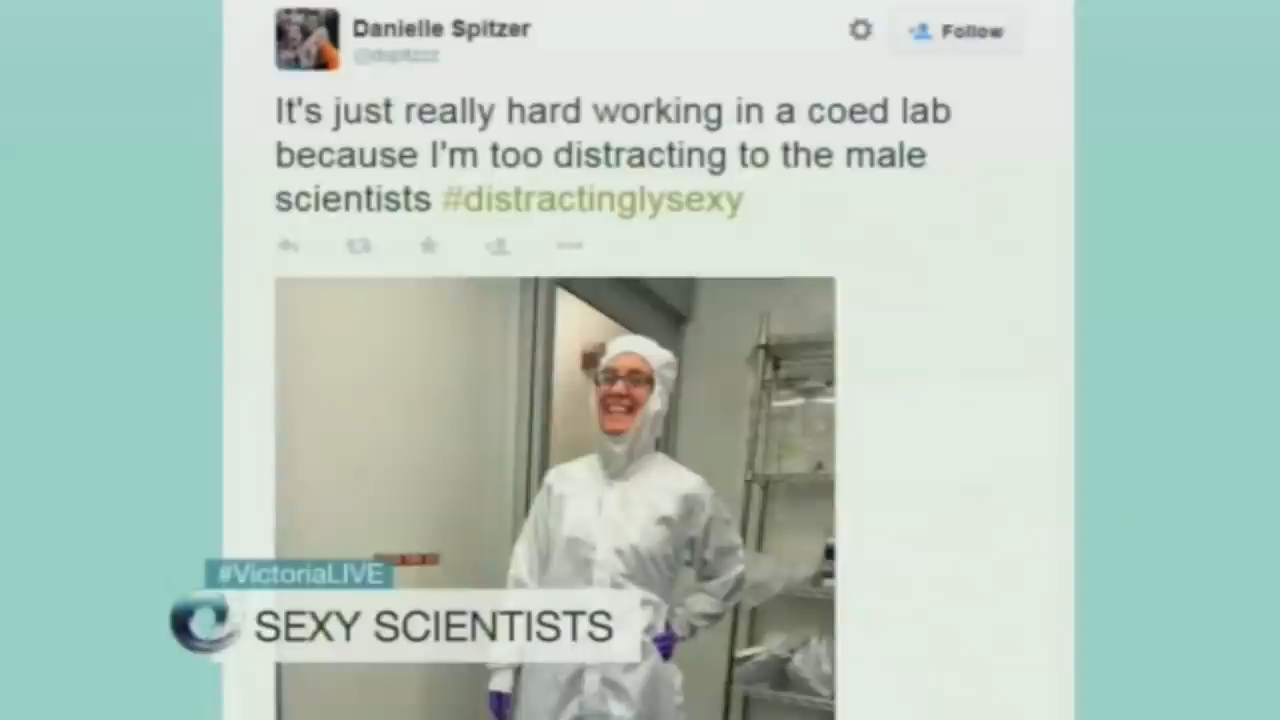 Danielle Spitzer
Follow
It's just really hard working in a coed lab
because I'm too distracting to the male
scientists #distractinglysexy
#VictoriaLIVE
SEXY SCIENTISTS